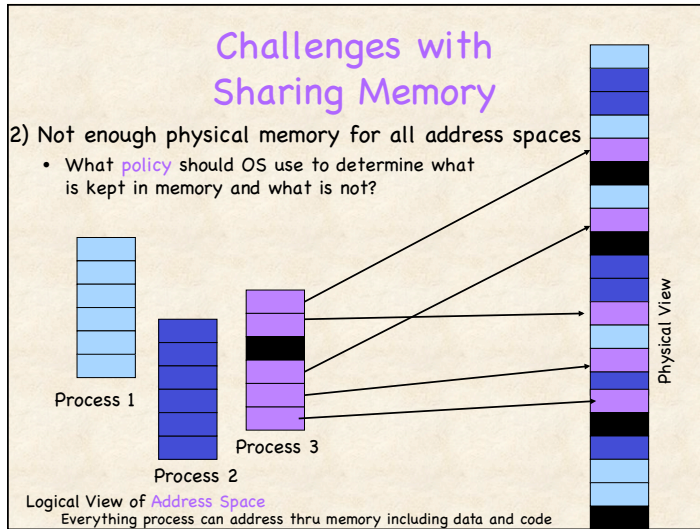 Challenges with
Sharing Memory
2) Not enough physical memory for all address spaces
• What policy should OS use to determine what
is kept in memory and what is not?
Process 1
Process 2
Process 3
Physical View
Logical View of Address Space
Everything process can address thru memory including data and code